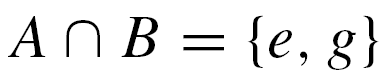 A ∩ B = {e, g}